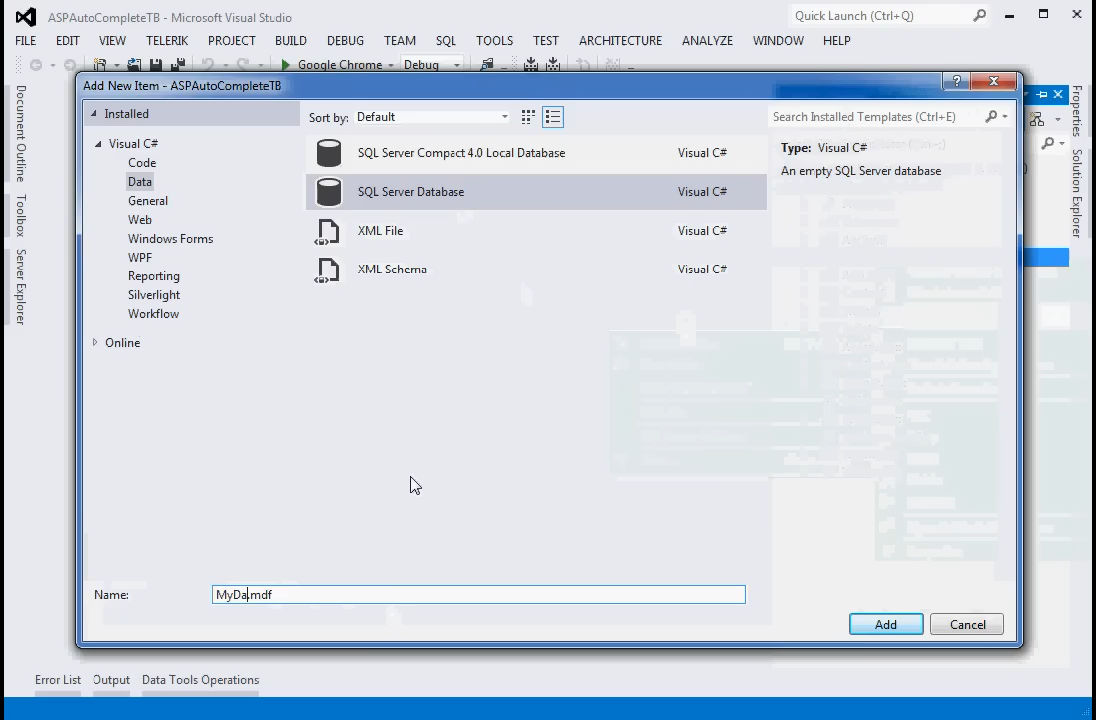 ASPAutoCompleteTB - Microsoft Visual Studio
Quick Launch (Ctrl+Q)
FILE EDIT VIEW TELERIK PROJECT BUILD DEBUG TEAM SQL TOOLS TEST ARCHITECTURE ANALYZE WINDOW HELP
Google Chrome Debug
Add New Item - ASPAutoCompleteTB
Installed
Sort by: Default
Search Installed Templates (Ctrl+E)
Visual C#
Code
Data
General
Web
Windows Forms
WPF
Reporting
Silverlight
Workflow
Online
SQL Server Compact 4.0 Local Database Visual C#
SQL Server Database Visual C#
XML File Visual C#
XML Schema Visual C#
Type: Visual C#
An empty SQL Server database
Document Outline
Toolbox
Server Explorer
Properties
Solution Explorer
Name: MyDa.mdf
Add Cancel
Error List Output Data Tools Operations